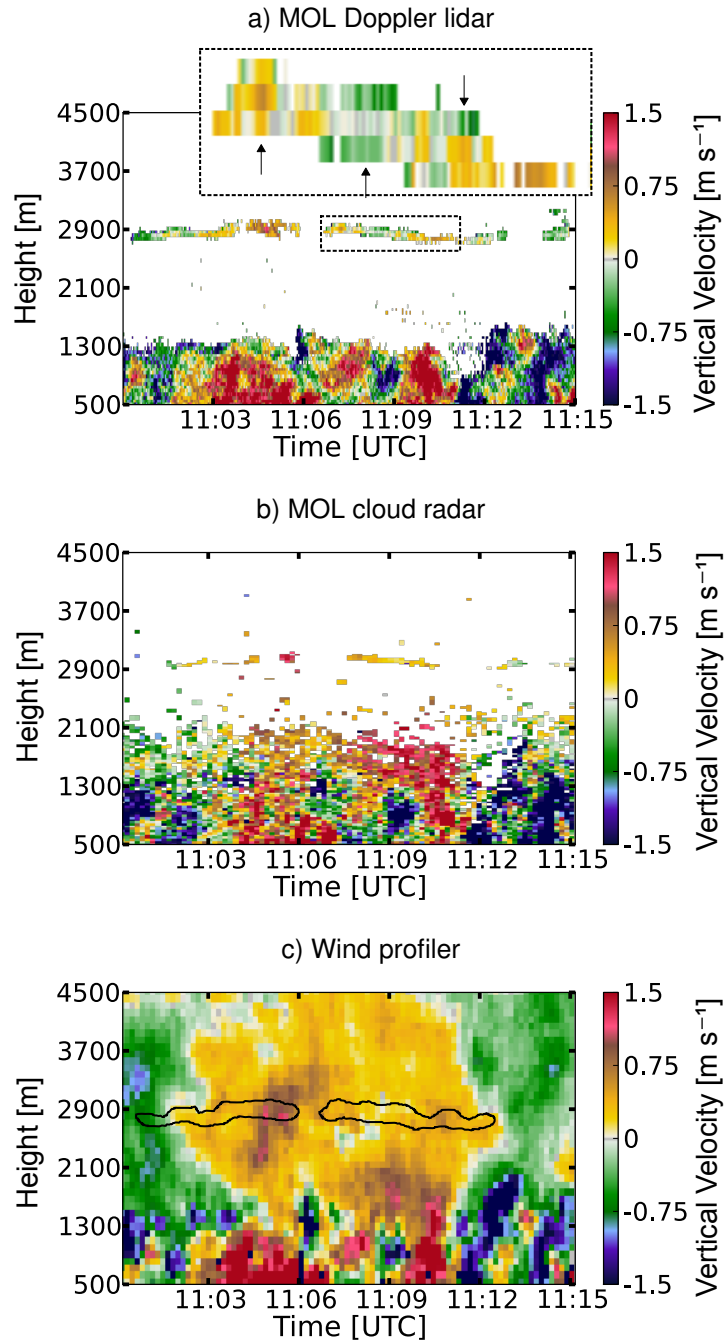 a) MOL Doppler lidar
4500
3700
2900
2100
1300
500
Height [m]
11:03 11:06 11:09 11:12 11:15
Time [UTC]
1.5
0.75
0
-0.75
-1.5
Vertical Velocity [m s⁻¹]
b) MOL cloud radar
4500
3700
2900
2100
1300
500
Height [m]
11:03 11:06 11:09 11:12 11:15
Time [UTC]
1.5
0.75
0
-0.75
-1.5
Vertical Velocity [m s⁻¹]
c) Wind profiler
4500
3700
2900
2100
1300
500
Height [m]
11:03 11:06 11:09 11:12 11:15
Time [UTC]
1.5
0.75
0
-0.75
-1.5
Vertical Velocity [m s⁻¹]